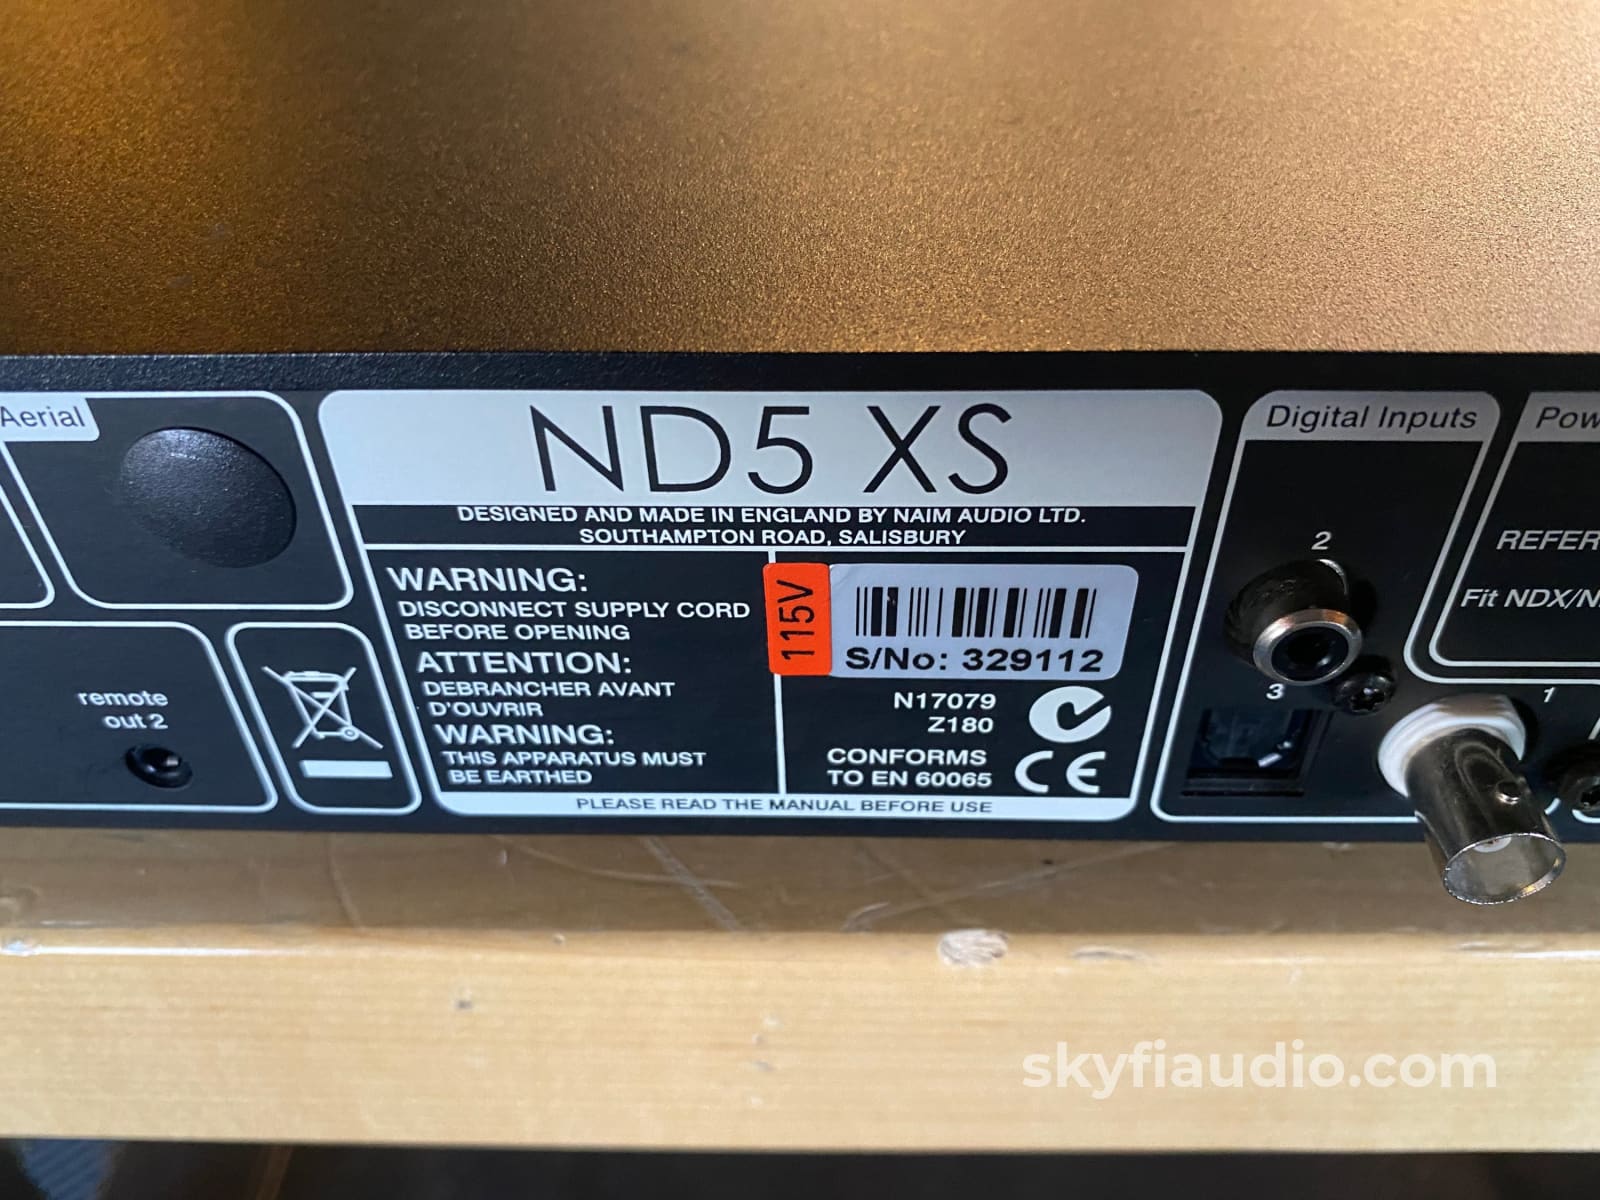 Aerial
ND5 XS
DESIGNED AND MADE IN ENGLAND BY NAIM AUDIO LTD.
SOUTHAMPTON ROAD, SALISBURY
WARNING:
DISCONNECT SUPPLY CORD
BEFORE OPENING
ATTENTION:
DEBRANCHER AVANT
D'OUVRIR
WARNING:
THIS APPARATUS MUST
BE EARTHED
115V
S/No: 329112
N17079
Z180
CONFORMS
TO EN 60065
CE
PLEASE READ THE MANUAL BEFORE USE
remote
out 2
Digital Inputs
2
3
1
Pow
REFER
Fit NDX/N
skyfiaudio.com